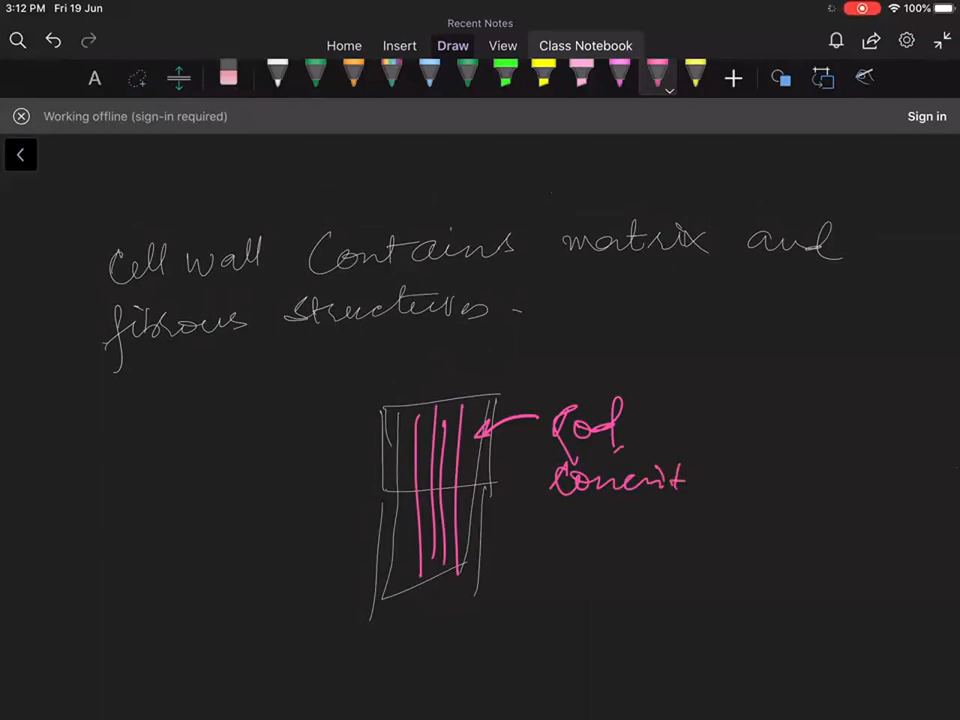 3:12 PM Fri 19 Jun
100%
Recent Notes
Home Insert Draw View Class Notebook
A
Working offline (sign-in required)
Sign in
Cell wall Contains matrix and
fibrous structures -
Rod